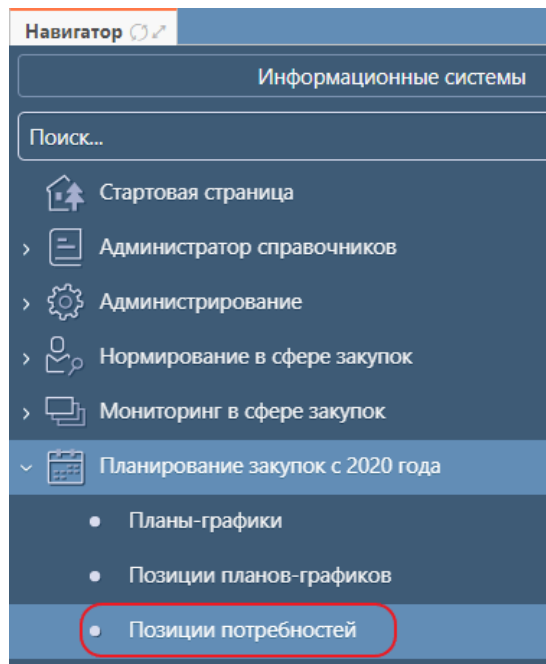 Навигатор
Информационные системы
Поиск...
Стартовая страница
Администратор справочников
Администрирование
Нормирование в сфере закупок
Мониторинг в сфере закупок
Планирование закупок с 2020 года
Планы-графики
Позиции планов-графиков
Позиции потребностей